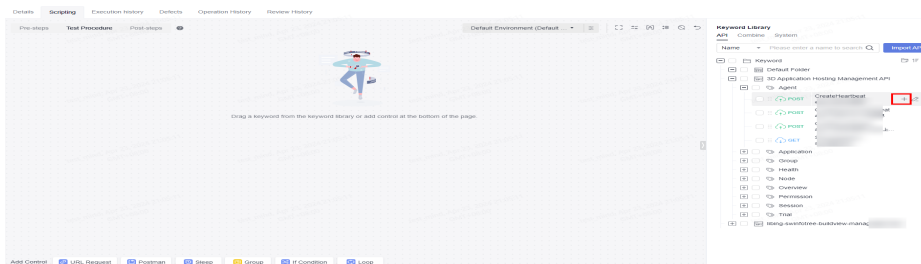 Details Scripting Execution History Defects Operation History Review History
Pre-steps Test Procedure Post-steps Default Environment (Default
Drag a keyword from the keyword library or add control at the bottom of the page.
Add Control URL Request Postman Sleep Group If Condition Loop
Keyword Library
API Combine System
Name Please enter a name to search Import API
Keyword
Default Folder
3D Application Hosting Management API
Agent
POST CreateHeartbeat
POST
POST
GET
Application
Group
Health
Node
Overview
Permission
Session
Trial